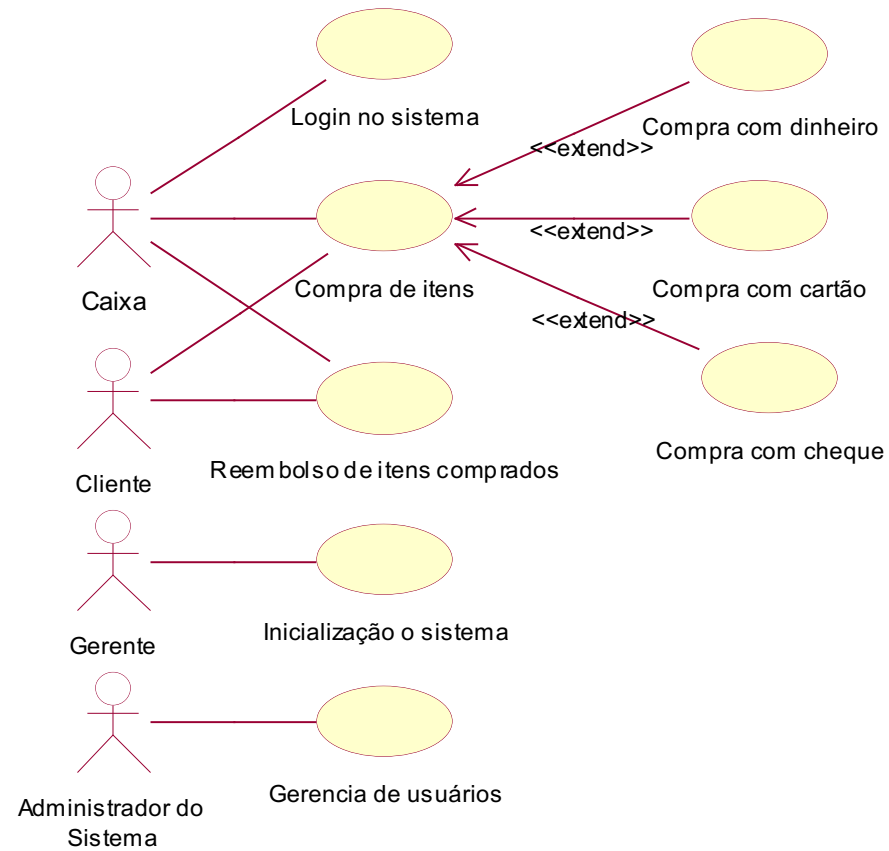 Login no sistema
Compra com dinheiro
<<extend>>
<<extend>>
Compra de itens
Compra com cartão
Caixa
<<extend>>
Compra com cheque
Reembolso de itens comprados
Cliente
Inicialização o sistema
Gerente
Gerencia de usuários
Administrador do
Sistema